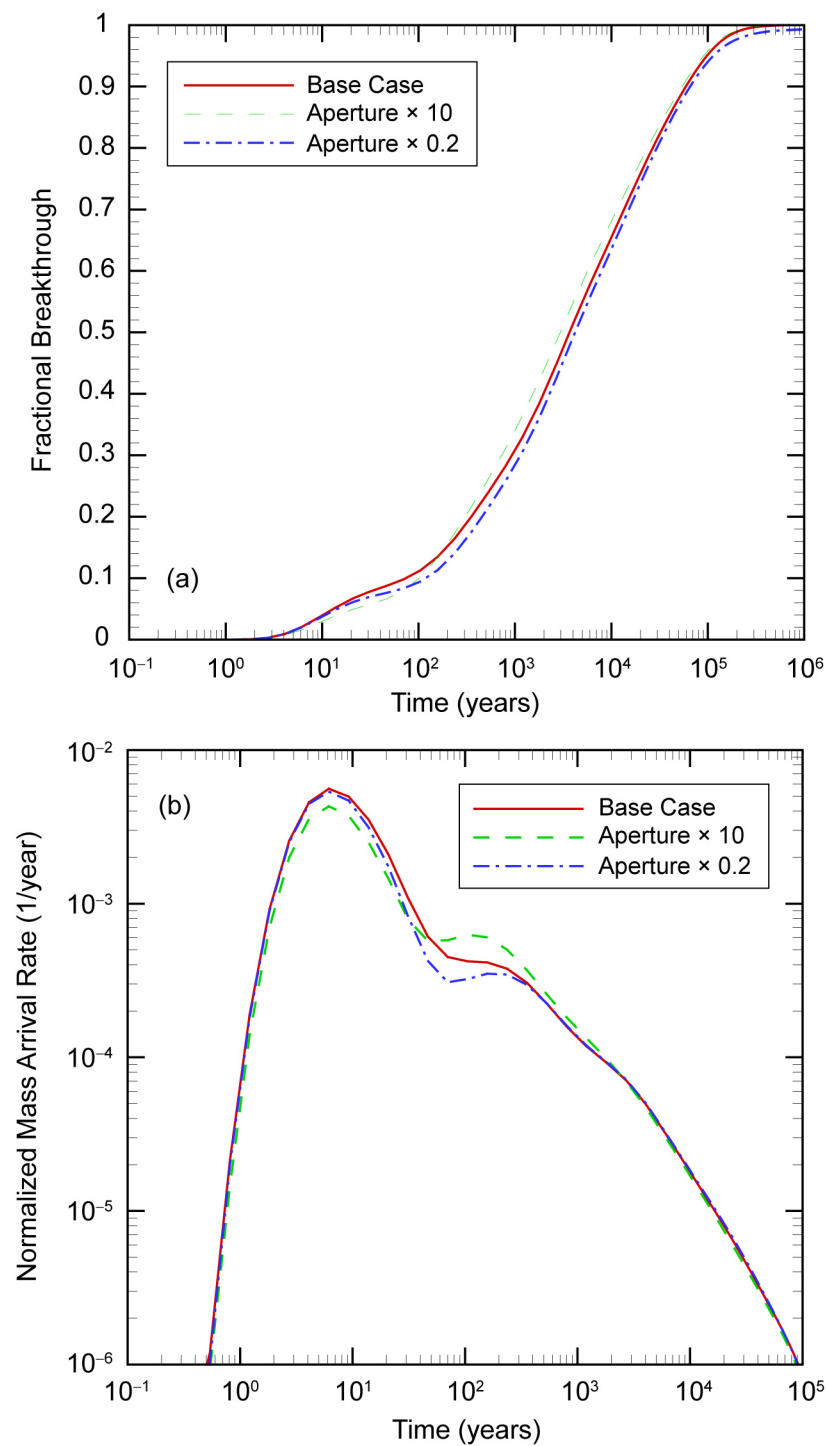 1
0.9
0.8
0.7
0.6
0.5
0.4
0.3
0.2
0.1
0
Fractional Breakthrough
Base Case
Aperture × 10
Aperture × 0.2
(a)
10⁻¹ 10⁰ 10¹ 10² 10³ 10⁴ 10⁵ 10⁶
Time (years)
10⁻²
10⁻³
10⁻⁴
10⁻⁵
10⁻⁶
Normalized Mass Arrival Rate (1/year)
(b)
Base Case
Aperture × 10
Aperture × 0.2
10⁻¹ 10⁰ 10¹ 10² 10³ 10⁴ 10⁵
Time (years)